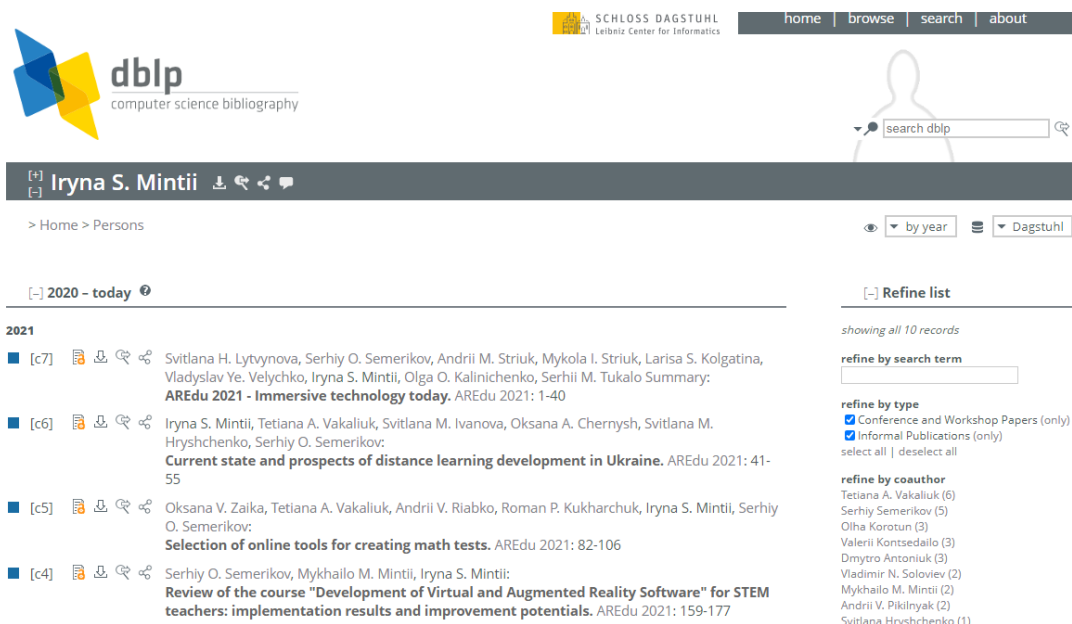 SCHLOSS DAGSTUHL
Leibniz Center for Informatics
home | browse | search | about
dblp
computer science bibliography
search dblp
[+]
[–] Iryna S. Mintii
> Home > Persons
by year
Dagstuhl
[–] 2020 – today ?
[–] Refine list
2021
[c7] Svitlana H. Lytvynova, Serhiy O. Semerikov, Andrii M. Striuk, Mykola I. Striuk, Larisa S. Kolgatina,
Vladyslav Ye. Velychko, Iryna S. Mintii, Olga O. Kalinichenko, Serhii M. Tukalo Summary:
AREdu 2021 - Immersive technology today. AREdu 2021: 1-40
[c6] Iryna S. Mintii, Tetiana A. Vakaliuk, Svitlana M. Ivanova, Oksana A. Chernysh, Svitlana M.
Hryshchenko, Serhiy O. Semerikov:
Current state and prospects of distance learning development in Ukraine. AREdu 2021: 41-
55
[c5] Oksana V. Zaika, Tetiana A. Vakaliuk, Andrii V. Riabko, Roman P. Kukharchuk, Iryna S. Mintii, Serhiy
O. Semerikov:
Selection of online tools for creating math tests. AREdu 2021: 82-106
[c4] Serhiy O. Semerikov, Mykhailo M. Mintii, Iryna S. Mintii:
Review of the course "Development of Virtual and Augmented Reality Software" for STEM
teachers: implementation results and improvement potentials. AREdu 2021: 159-177
showing all 10 records
refine by search term
refine by type
Conference and Workshop Papers (only)
Informal Publications (only)
select all | deselect all
refine by coauthor
Tetiana A. Vakaliuk (6)
Serhiy Semerikov (5)
Olha Korotun (3)
Valerii Kontsedailo (3)
Dmytro Antoniuk (3)
Vladimir N. Soloviev (2)
Mykhailo M. Mintii (2)
Andrii V. Pikilnyak (2)
Svitlana Hryshchenko (1)